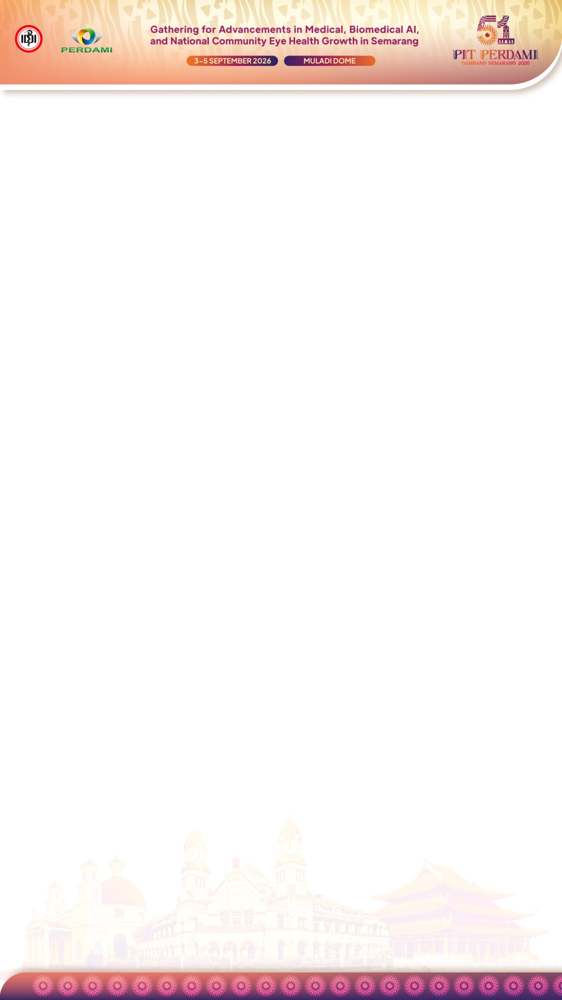 IDI
PERDAMI
Gathering for Advancements in Medical, Biomedical AI,
and National Community Eye Health Growth in Semarang
3–5 SEPTEMBER 2026
MULADI DOME
51
PIT PERDAMI
GAMBANG SEMARANG 2026